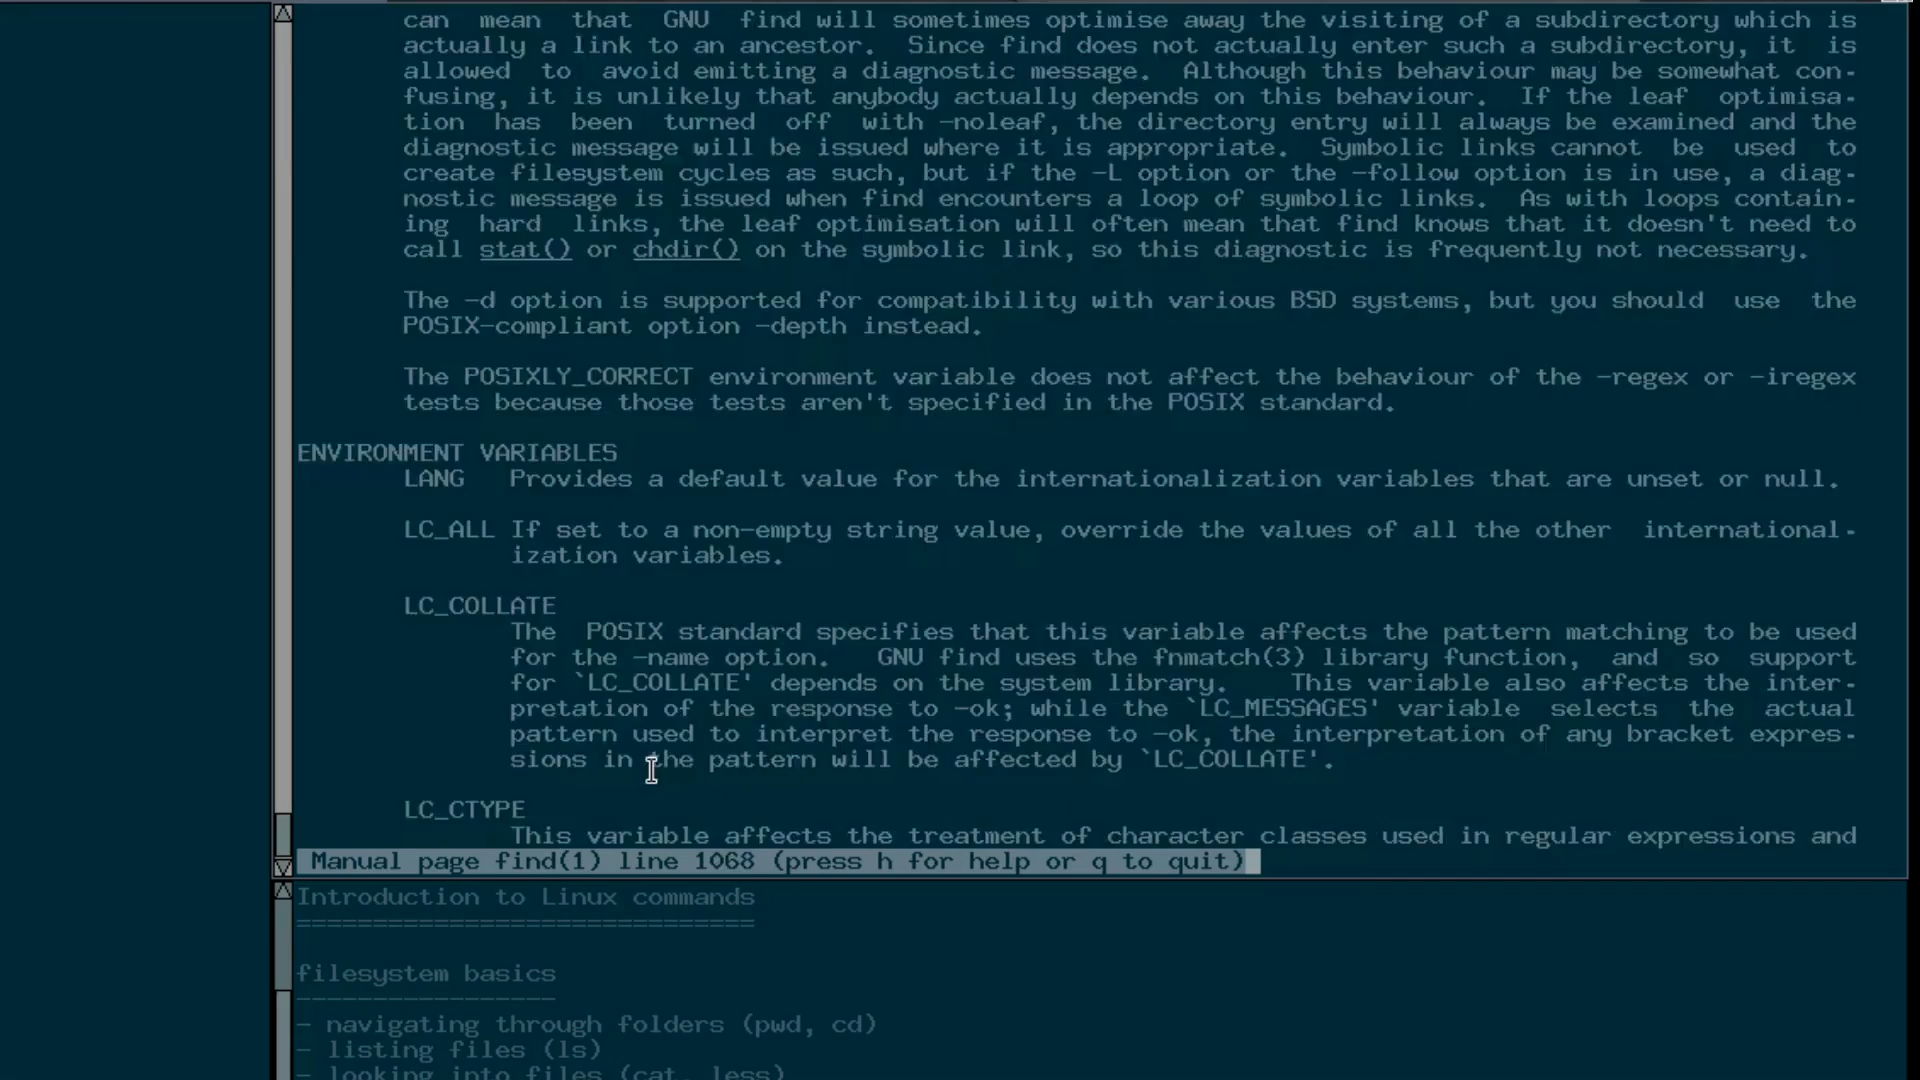 can mean that GNU find will sometimes optimise away the visiting of a subdirectory which is
actually a link to an ancestor. Since find does not actually enter such a subdirectory, it is
allowed to avoid emitting a diagnostic message. Although this behaviour may be somewhat con-
fusing, it is unlikely that anybody actually depends on this behaviour. If the leaf optimisa-
tion has been turned off with -noleaf, the directory entry will always be examined and the
diagnostic message will be issued where it is appropriate. Symbolic links cannot be used to
create filesystem cycles as such, but if the -L option or the -follow option is in use, a diag-
nostic message is issued when find encounters a loop of symbolic links. As with loops contain-
ing hard links, the leaf optimisation will often mean that find knows that it doesn't need to
call stat() or chdir() on the symbolic link, so this diagnostic is frequently not necessary.
The -d option is supported for compatibility with various BSD systems, but you should use the
POSIX-compliant option -depth instead.
The POSIXLY_CORRECT environment variable does not affect the behaviour of the -regex or -iregex
tests because those tests aren't specified in the POSIX standard.
ENVIRONMENT VARIABLES
LANG Provides a default value for the internationalization variables that are unset or null.
LC_ALL If set to a non-empty string value, override the values of all the other international-
ization variables.
LC_COLLATE
The POSIX standard specifies that this variable affects the pattern matching to be used
for the -name option. GNU find uses the fnmatch(3) library function, and so support
for `LC_COLLATE' depends on the system library. This variable also affects the inter-
pretation of the response to -ok; while the `LC_MESSAGES' variable selects the actual
pattern used to interpret the response to -ok, the interpretation of any bracket expres-
sions in the pattern will be affected by `LC_COLLATE'.
LC_CTYPE
This variable affects the treatment of character classes used in regular expressions and
Manual page find(1) line 1068 (press h for help or q to quit)
Introduction to Linux commands
==============================
filesystem basics
-----------------
- navigating through folders (pwd, cd)
- listing files (ls)
- looking into files (cat, less)